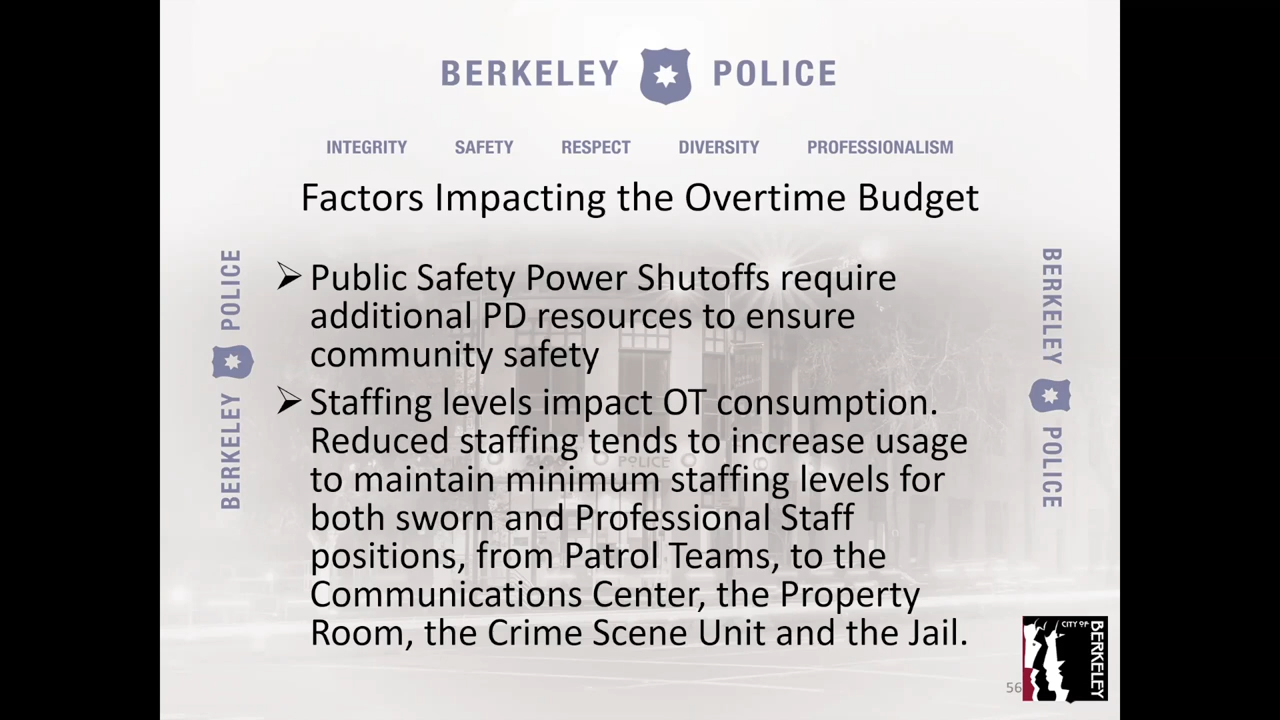 BERKELEY POLICE
INTEGRITY SAFETY RESPECT DIVERSITY PROFESSIONALISM
Factors Impacting the Overtime Budget
➢ Public Safety Power Shutoffs require
additional PD resources to ensure
community safety
➢ Staffing levels impact OT consumption.
Reduced staffing tends to increase usage
to maintain minimum staffing levels for
both sworn and Professional Staff
positions, from Patrol Teams, to the
Communications Center, the Property
Room, the Crime Scene Unit and the Jail.
BERKELEY POLICE
BERKELEY POLICE
POLICE
56
CITY OF
BERKELEY